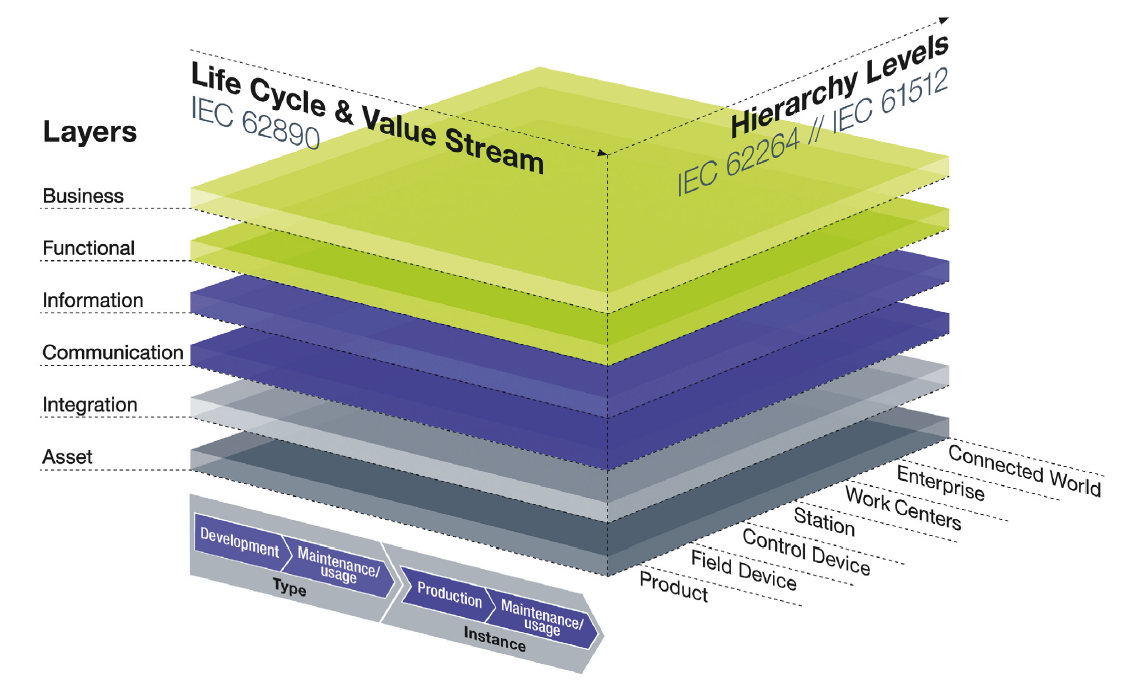 Life Cycle & Value Stream
IEC 62890
Hierarchy Levels
IEC 62264 // IEC 61512
Layers
Business
Functional
Information
Communication
Integration
Asset
Connected World
Enterprise
Work Centers
Station
Control Device
Field Device
Product
Development
Maintenance/
usage
Type
Production
Maintenance/
usage
Instance